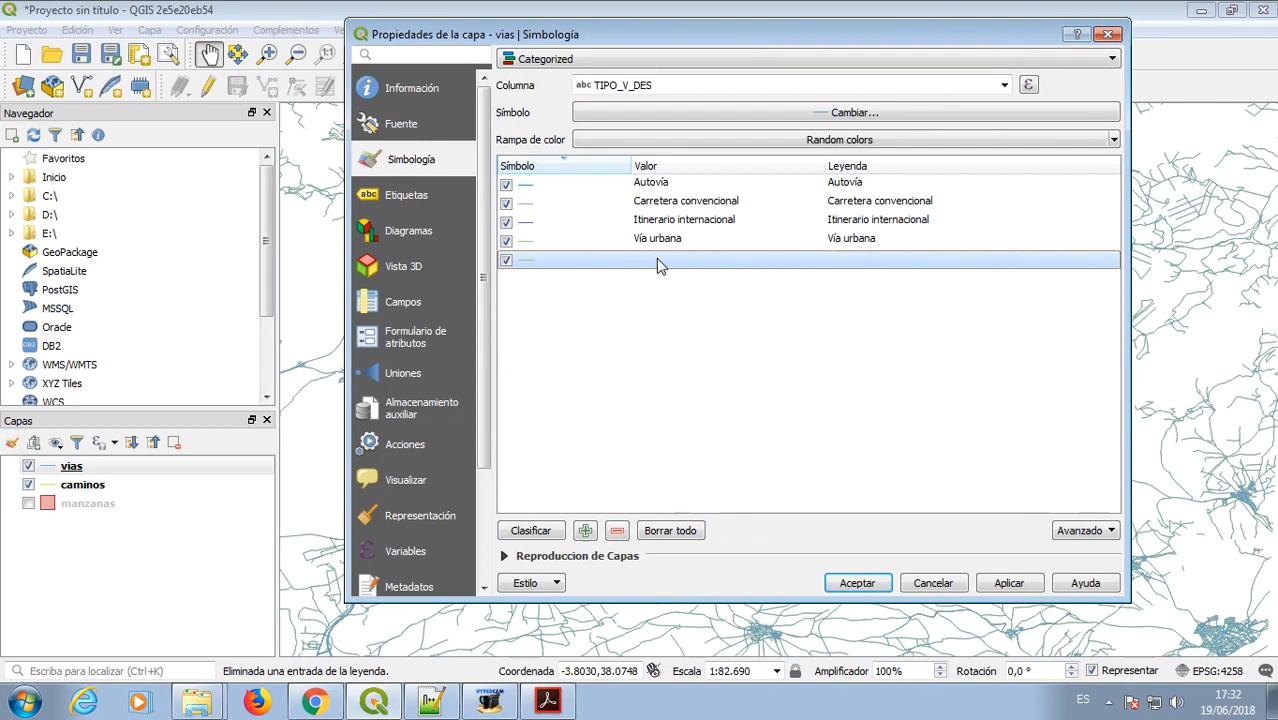 *Proyecto sin título - QGIS 2e5e20eb54
Proyecto Edición Ver Capa Configuración Complementos
Propiedades de la capa - vias | Simbología
Categorized
Columna abc TIPO_V_DES ε
Símbolo Cambiar...
Rampa de color Random colors
Símbolo Valor Leyenda
Autovía Autovía
Carretera convencional Carretera convencional
Itinerario internacional Itinerario internacional
Vía urbana Vía urbana
Información
Fuente
Simbología
abc Etiquetas
Diagramas
Vista 3D
Campos
Formulario de
atributos
Uniones
Almacenamiento
auxiliar
Acciones
Visualizar
Representación
Variables
Metadatos
Clasificar Borrar todo Avanzado
Reproduccion de Capas
Estilo Aceptar Cancelar Aplicar Ayuda
Navegador
Favoritos
Inicio
C:\
D:\
E:\
GeoPackage
SpatiaLite
PostGIS
MSSQL
Oracle
DB2
WMS/WMTS
XYZ Tiles
WCS
Capas
vias
caminos
manzanas
Escriba para localizar (Ctrl+K) Eliminada una entrada de la leyenda. Coordenada -3.8030,38.0748 Escala 1:82.690 Amplificador 100% Rotación 0,0 ° Representar EPSG:4258
HYPERCAM
ES 17:32
19/06/2018